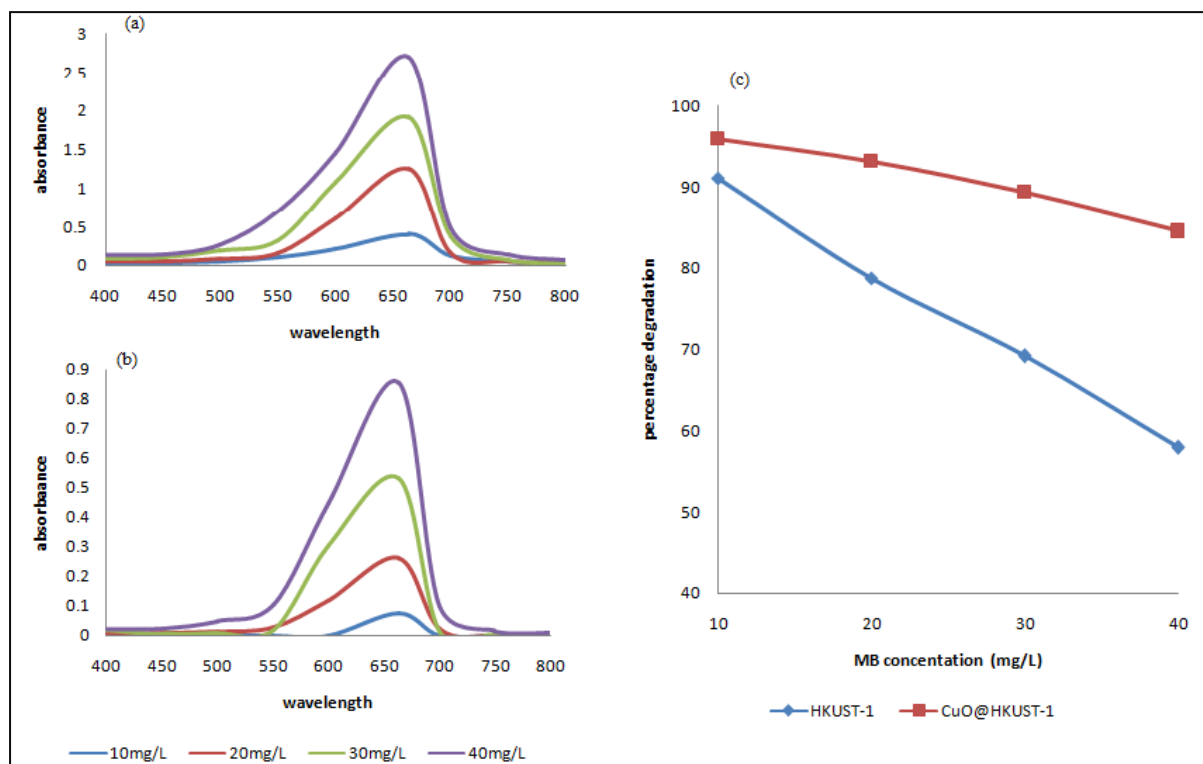 (a)
3
2.5
2
1.5
1
0.5
0
absorbance
400 450 500 550 600 650 700 750 800
wavelength
(b)
0.9
0.8
0.7
0.6
0.5
0.4
0.3
0.2
0.1
0
absorbaance
400 450 500 550 600 650 700 750 800
wavelength
10mg/L 20mg/L 30mg/L 40mg/L
(c)
100
90
80
70
60
50
40
percentage degradation
10 20 30 40
MB concentation (mg/L)
HKUST-1 CuO@HKUST-1